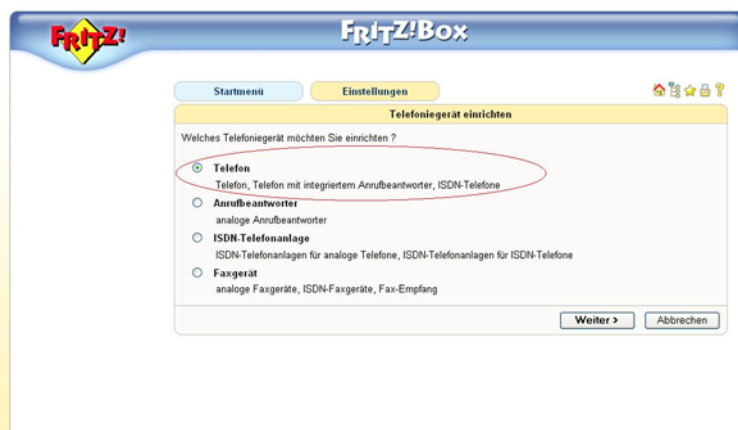 FRITZ!
FRITZ!Box
Startmenü
Einstellungen
Telefoniegerät einrichten
Welches Telefoniegerät möchten Sie einrichten ?
Telefon
Telefon, Telefon mit integriertem Anrufbeantworter, ISDN-Telefone
Anrufbeantworter
analoge Anrufbeantworter
ISDN-Telefonanlage
ISDN-Telefonanlagen für analoge Telefone, ISDN-Telefonanlagen für ISDN-Telefone
Faxgerät
analoge Faxgeräte, ISDN-Faxgeräte, Fax-Empfang
Weiter >
Abbrechen